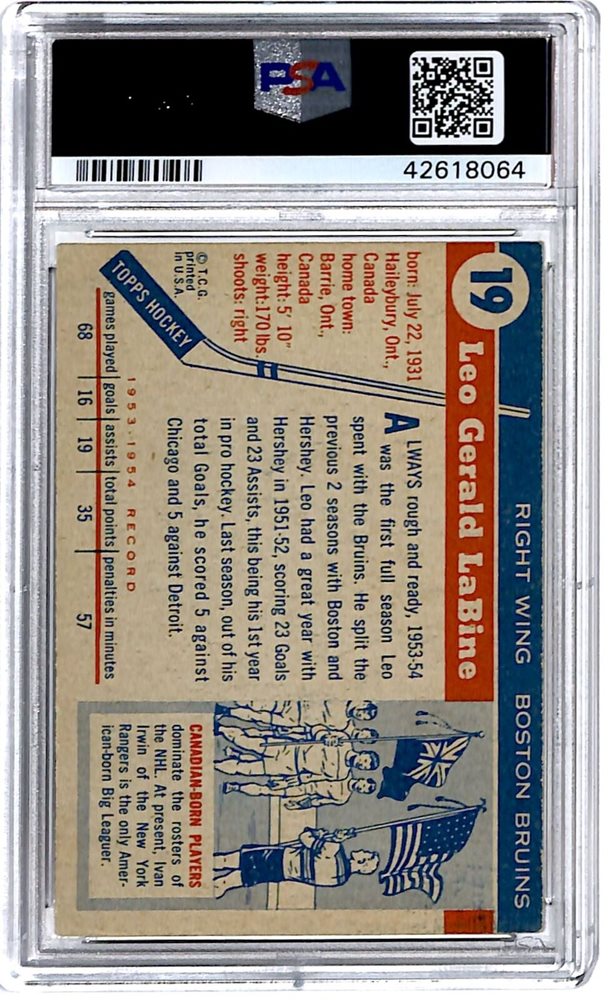 PSA
42618064
19
RIGHT WING BOSTON BRUINS
Leo Gerald LaBine
born: July 22, 1931
Haileybury, Ont.,
Canada
home town:
Barrie, Ont.,
Canada
height: 5' 10"
weight: 170 lbs.
shoots: right
© T.C.G.
printed
in U.S.A.
TOPPS HOCKEY
ALWAYS rough and ready, 1953-54
was the first full season Leo
spent with the Bruins. He split the
previous 2 seasons with Boston and
Hershey. Leo had a great year with
Hershey in 1951-52, scoring 23 Goals
and 23 Assists, this being his 1st year
in pro hockey. Last season, out of his
total Goals, he scored 5 against
Chicago and 5 against Detroit.
1953-1954 RECORD
games played goals assists total points penalties in minutes
68 16 19 35 57
CANADIAN-BORN PLAYERS
dominate the rosters of
the NHL. At present, Ivan
Irwin of the New York
Rangers is the only Amer-
ican-born Big Leaguer.